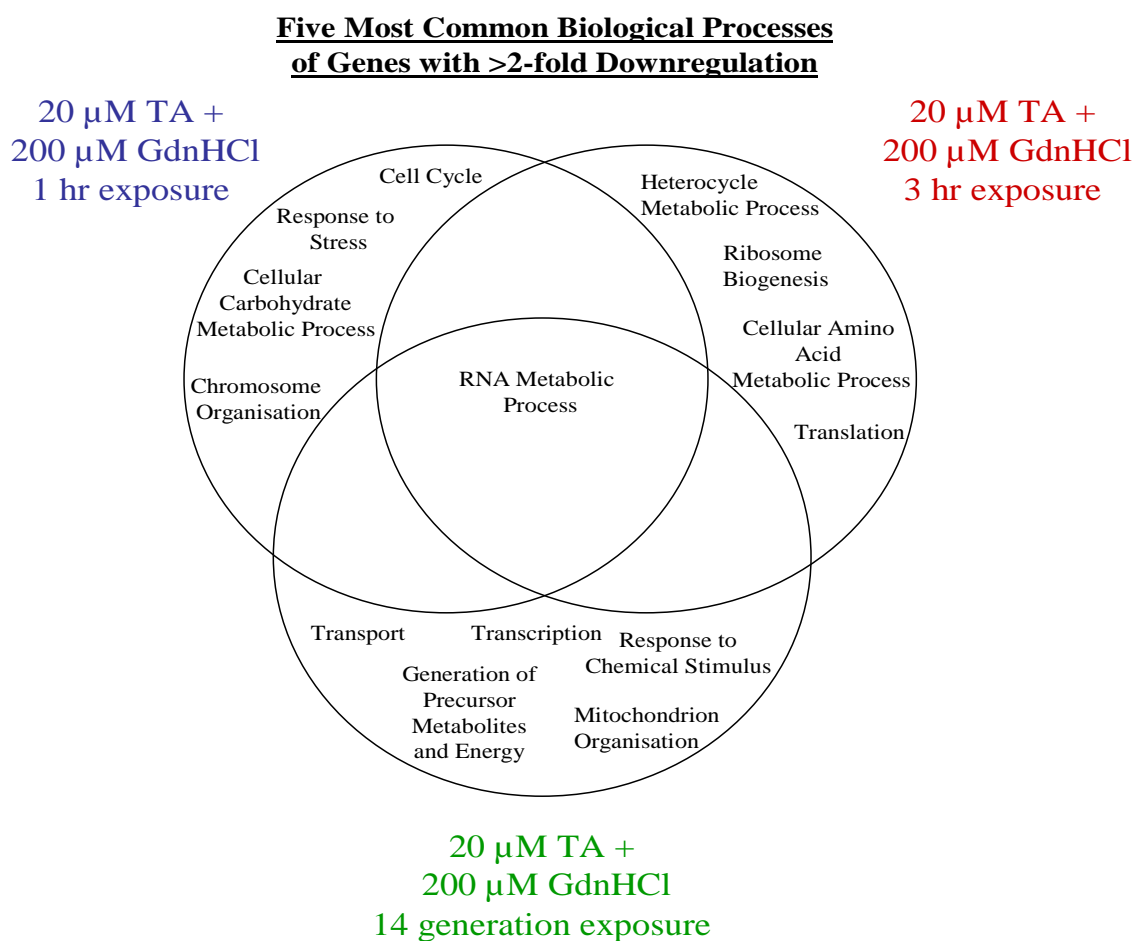 Five Most Common Biological Processes
of Genes with >2-fold Downregulation
20 µM TA +
200 µM GdnHCl
1 hr exposure
20 µM TA +
200 µM GdnHCl
3 hr exposure
Cell Cycle
Response to
Stress
Cellular
Carbohydrate
Metabolic Process
Chromosome
Organisation
Heterocycle
Metabolic Process
Ribosome
Biogenesis
Cellular Amino
Acid
Metabolic Process
Translation
RNA Metabolic
Process
Transport
Transcription
Response to
Chemical Stimulus
Generation of
Precursor
Metabolites
and Energy
Mitochondrion
Organisation
20 µM TA +
200 µM GdnHCl
14 generation exposure